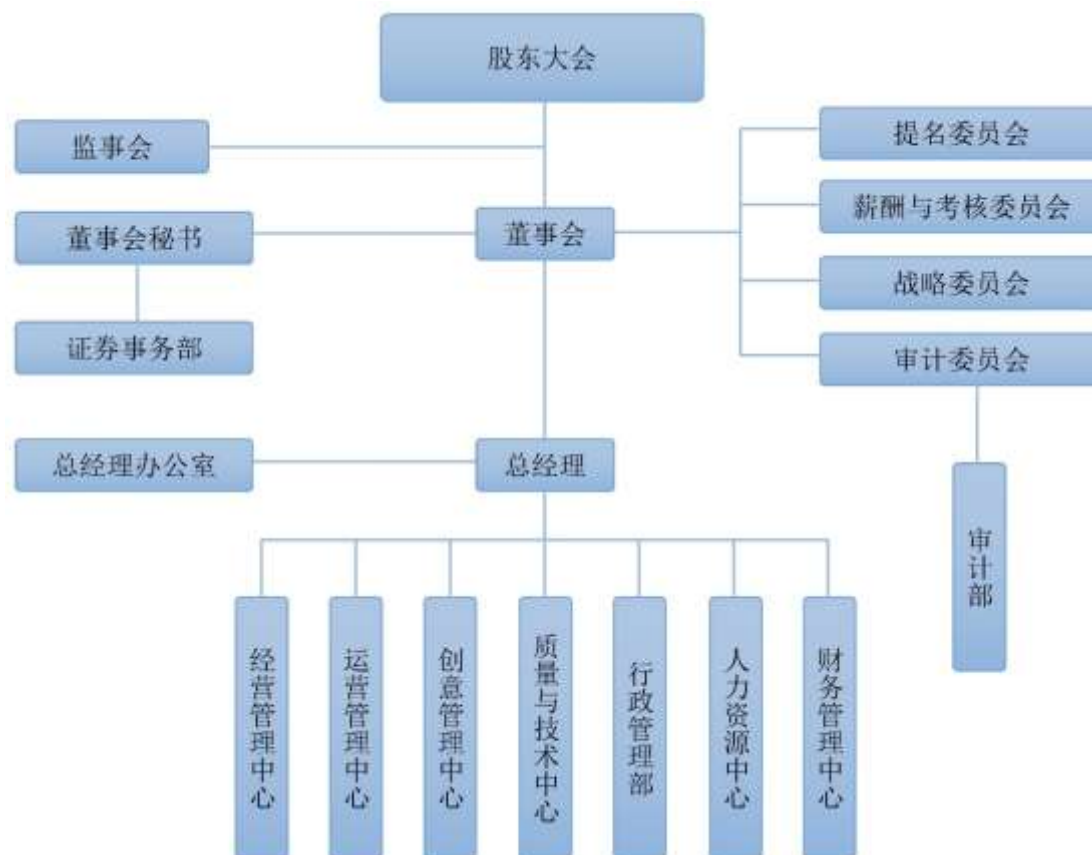 股东大会
监事会
提名委员会
薪酬与考核委员会
董事会秘书
董事会
战略委员会
证券事务部
审计委员会
总经理办公室
总经理
审计部
经营管理中心
运营管理中心
创意管理中心
质量与技术中心
行政管理部
人力资源中心
财务管理中心